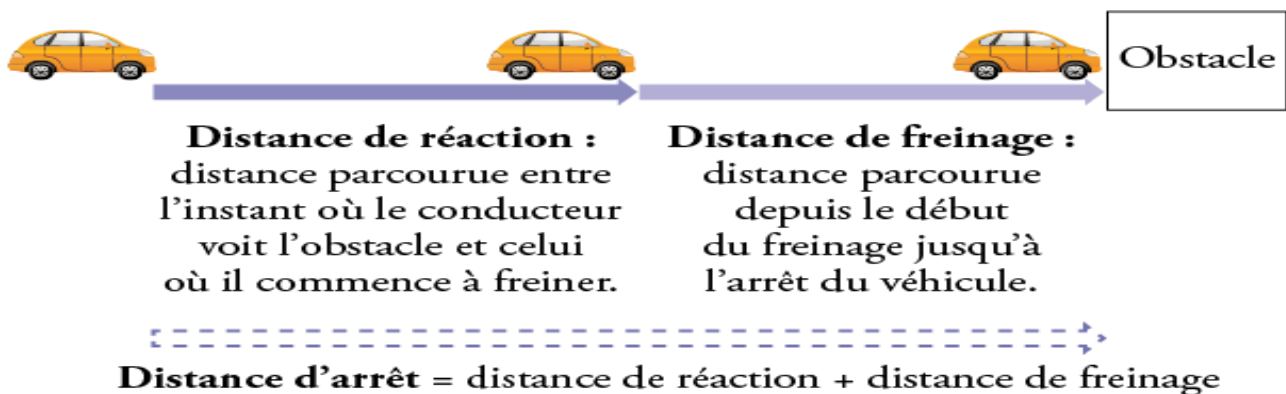 Obstacle
Distance de réaction :
distance parcourue entre
l’instant où le conducteur
voit l’obstacle et celui
où il commence à freiner.
Distance de freinage :
distance parcourue
depuis le début
du freinage jusqu’à
l’arrêt du véhicule.
Distance d’arrêt = distance de réaction + distance de freinage